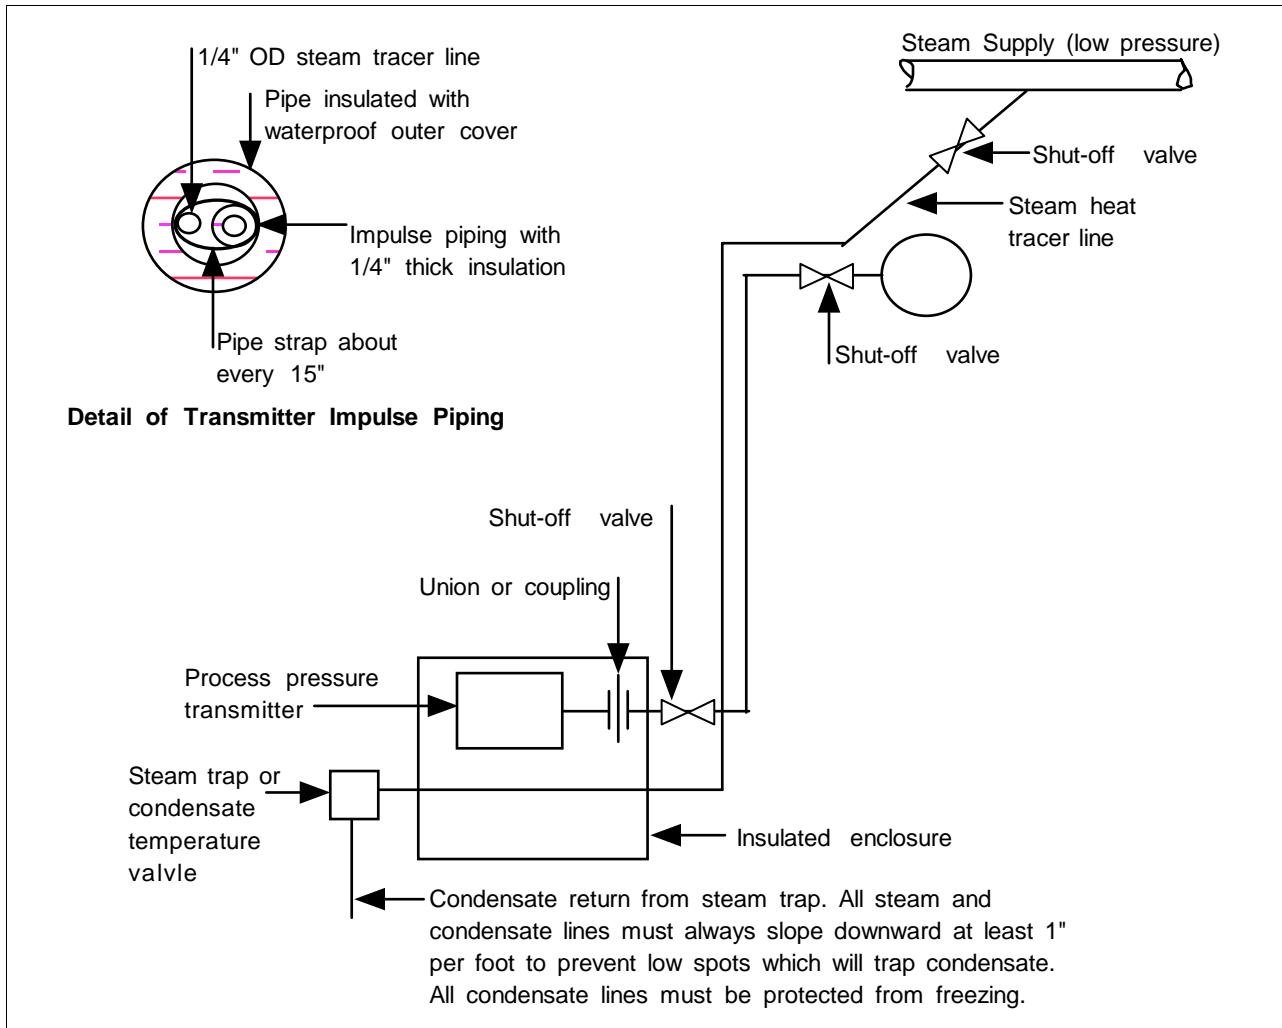 1/4" OD steam tracer line
Pipe insulated with
waterproof outer cover
Impulse piping with
1/4" thick insulation
Pipe strap about
every 15"
Detail of Transmitter Impulse Piping
Steam Supply (low pressure)
Shut-off valve
Steam heat
tracer line
Shut-off valve
Shut-off valve
Union or coupling
Process pressure
transmitter
Steam trap or
condensate
temperature
valvle
Insulated enclosure
Condensate return from steam trap. All steam and
condensate lines must always slope downward at least 1"
per foot to prevent low spots which will trap condensate.
All condensate lines must be protected from freezing.